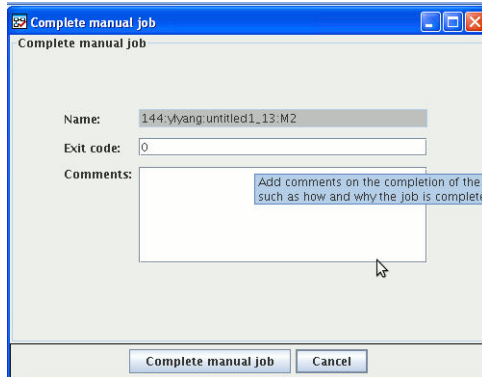 Complete manual job
Complete manual job
Name: 144:ylyang:untitled1_13:M2
Exit code: 0
Comments:
Add comments on the completion of the
such as how and why the job is complete
Complete manual job Cancel